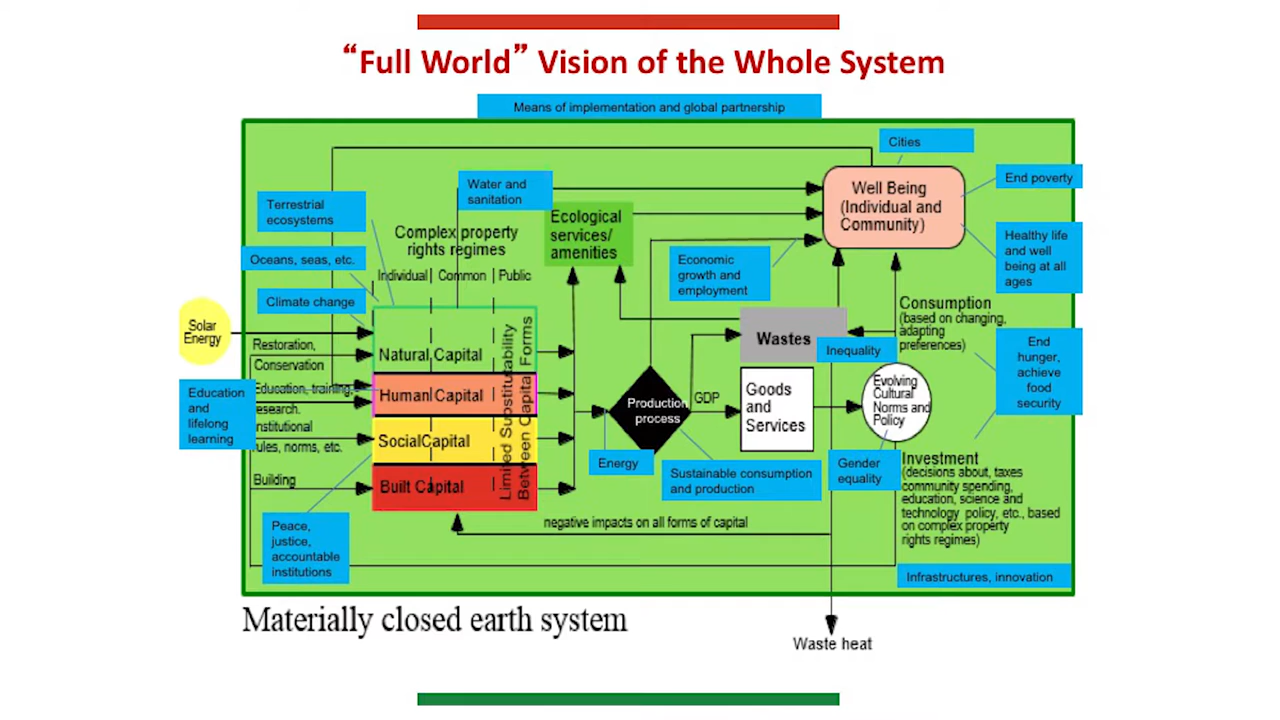 “Full World” Vision of the Whole System
Means of implementation and global partnership
Cities
Water and
sanitation
Well Being
(Individual and
Community)
End poverty
Terrestrial
ecosystems
Complex property
rights regimes
Ecological
services/
amenities
Healthy life
and well
being at all
ages
Oceans, seas, etc.
Individual Common Public
Economic
growth and
employment
Climate change
Consumption
(based on changing,
adapting
preferences)
Solar
Energy
Restoration,
Conservation
Natural Capital
Limited Substitutability
Between Capital Forms
Wastes
Inequality
End
hunger,
achieve
food
security
Education
and
lifelong
learning
Education, training,
research.
Institutional
rules, norms, etc.
Human Capital
Production
process
GDP
Goods
and
Services
Evolving
Cultural
Norms and
Policy
SocialCapital
Energy
Sustainable consumption
and production
Gender
equality
Investment
(decisions about, taxes
community spending,
education, science and
technology policy, etc., based
on complex property
rights regimes)
Building
Built Capital
Peace,
justice,
accountable
institutions
negative impacts on all forms of capital
Infrastructures, innovation
Materially closed earth system
Waste heat